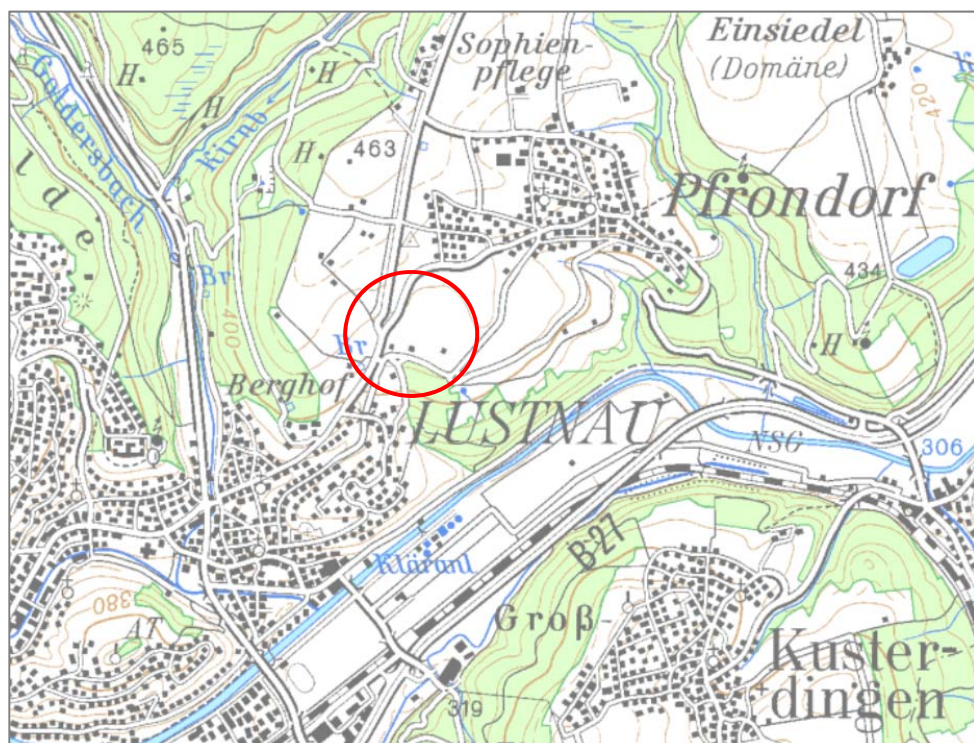 465
Sophien-
pflege
Einsiedel
(Domäne)
420
H
H
H
H
Goldersbach
Kirnb
463
Pfrondorf
434
Br
400
Br
H
Berghof
LUSTNAU
NSG
306
B-27
Kläranl
380
AT
Groß-
Kuster-
dingen
319